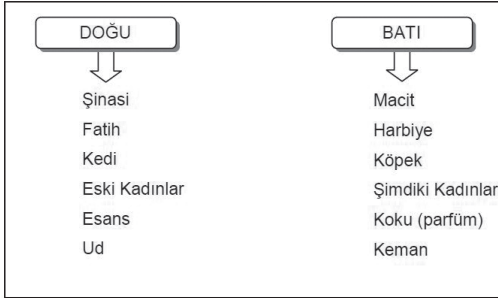 DOĞU
BATI
Şinasi
Macit
Fatih
Harbiye
Kedi
Köpek
Eski Kadınlar
Şimdiki Kadınlar
Esans
Koku (parfüm)
Ud
Keman